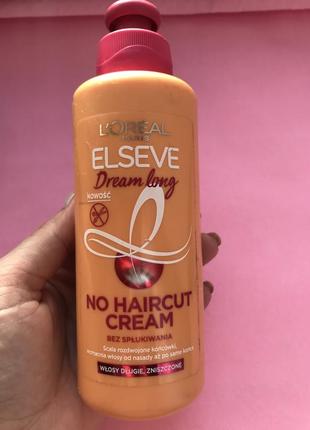 L'ORÉAL
ELSEVE
Dream long
NOWOŚĆ
NO HAIRCUT
CREAM
BEZ SPŁUKIWANIA
Scala rozdwojone końcówki,
wzmacnia włosy od nasady aż po same końce
WŁOSY DŁUGIE, ZNISZCZONE